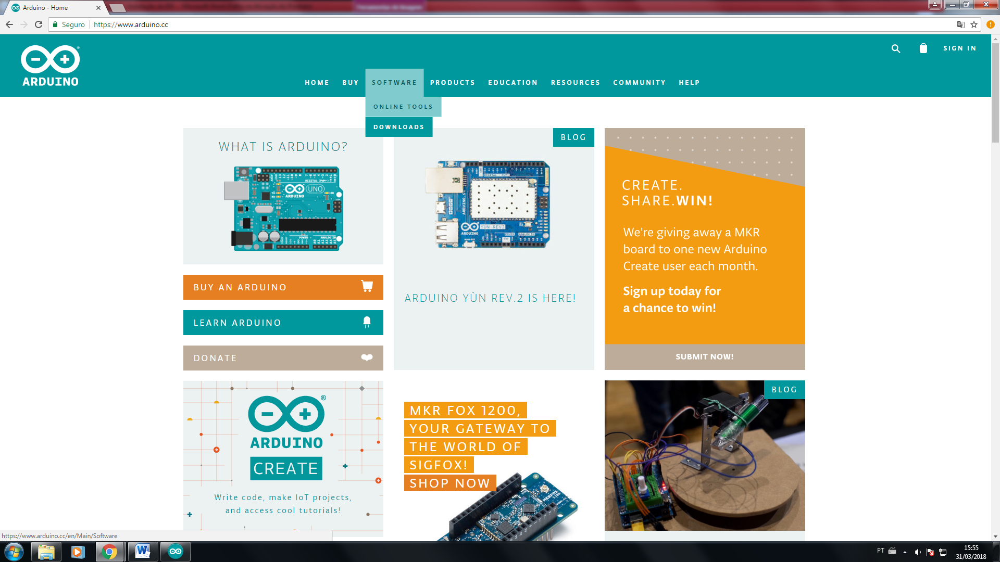 Arduino - Home
Seguro
https://www.arduino.cc
ARDUINO
SIGN IN
HOME BUY SOFTWARE PRODUCTS EDUCATION RESOURCES COMMUNITY HELP
ONLINE TOOLS
DOWNLOADS
WHAT IS ARDUINO?
ARDUINO UNO
BUY AN ARDUINO
LEARN ARDUINO
DONATE
BLOG
ARDUINO
ARDUINO YÚN REV2
ARDUINO YÙN REV.2 IS HERE!
CREATE.
SHARE.WIN!
We're giving away a MKR
board to one new Arduino
Create user each month.
Sign up today for
a chance to win!
SUBMIT NOW!
ARDUINO
CREATE
Write code, make IoT projects,
and access cool tutorials!
MKR FOX 1200,
YOUR GATEWAY TO
THE WORLD OF
SIGFOX!
SHOP NOW
BLOG
https://www.arduino.cc/en/Main/Software
PT
15:55
31/03/2018